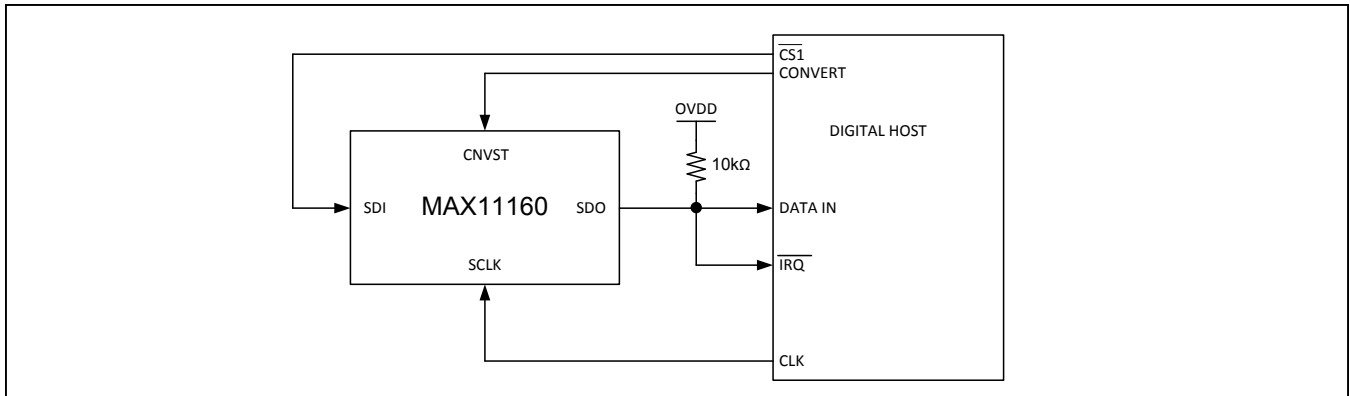 CS1
CONVERT
OVDD
DIGITAL HOST
CNVST
10kΩ
SDI
MAX11160
SDO
DATA IN
SCLK
IRQ
CLK